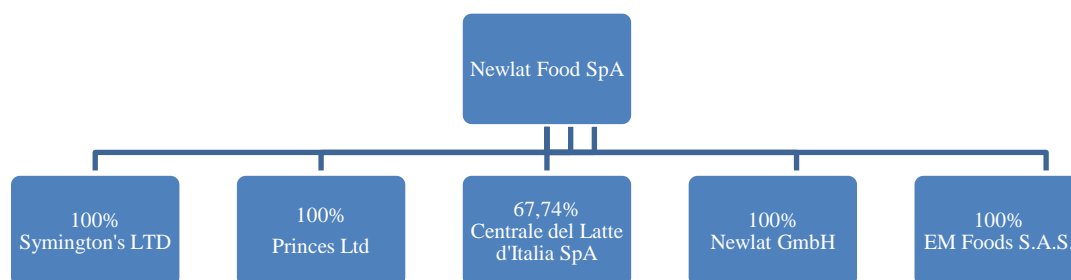 Newlat Food SpA
100%
Symington's LTD
100%
Princes Ltd
67,74%
Centrale del Latte
d'Italia SpA
100%
Newlat GmbH
100%
EM Foods S.A.S.